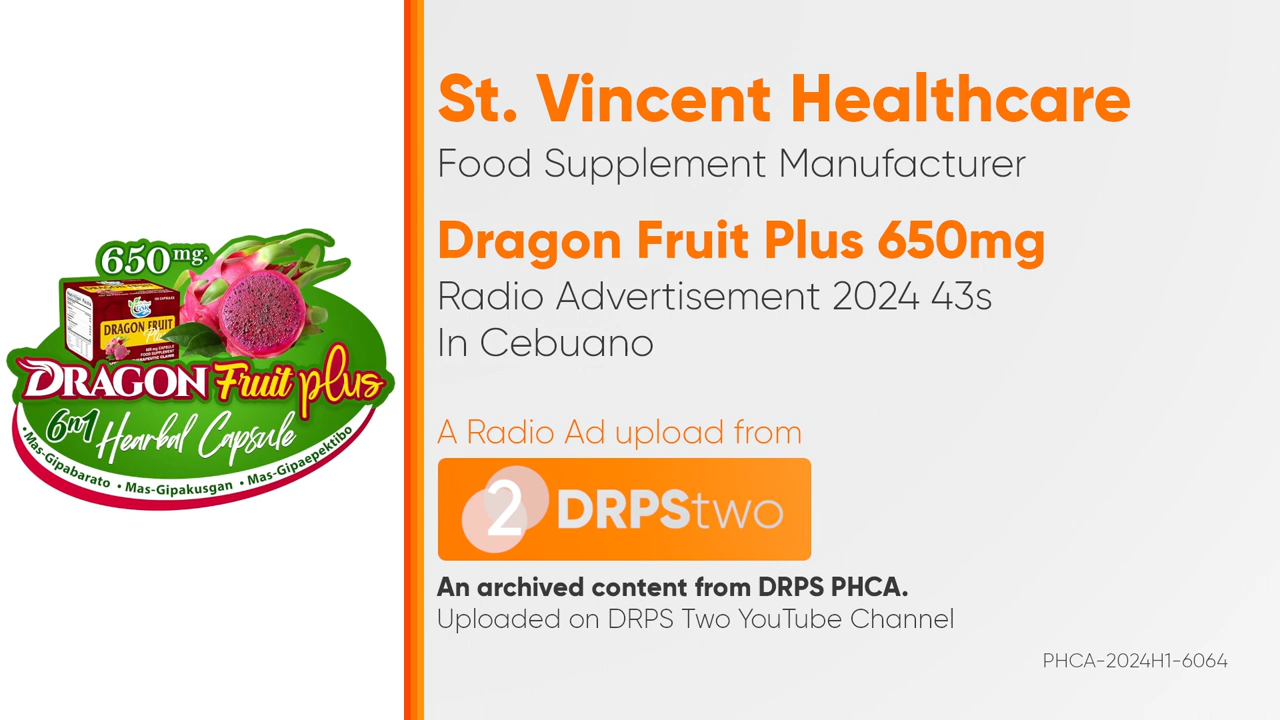 650mg.
DRAGON FRUIT
DRAGON Fruit plus
6n1 Hearbal Capsule
•Mas-Gipabarato •Mas-Gipakusgan •Mas-Gipaepektibo
St. Vincent Healthcare
Food Supplement Manufacturer
Dragon Fruit Plus 650mg
Radio Advertisement 2024 43s
In Cebuano
A Radio Ad upload from
2 DRPStwo
An archived content from DRPS PHCA.
Uploaded on DRPS Two YouTube Channel
PHCA-2024H1-6064